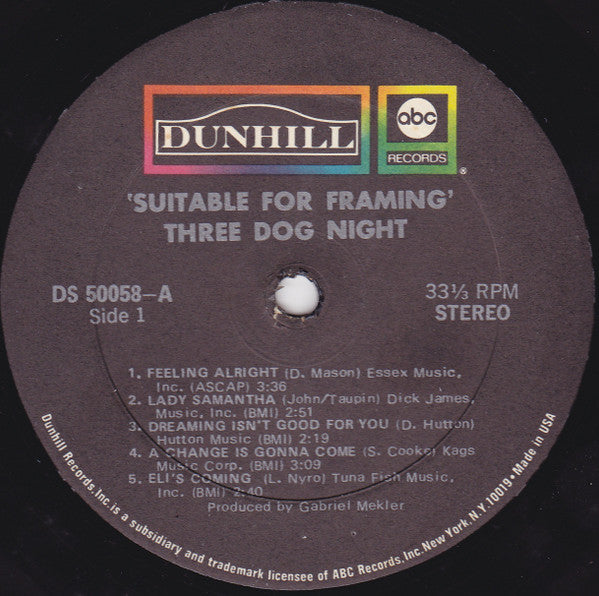 DUNHILL
abc
RECORDS
®
'SUITABLE FOR FRAMING'
THREE DOG NIGHT
DS 50058-A
Side 1
33⅓ RPM
STEREO
1. FEELING ALRIGHT (D. Mason) Essex Music,
Inc. (ASCAP) 3:36
2. LADY SAMANTHA (John/Taupin) Dick James,
Music, Inc. (BMI) 2:51
3. DREAMING ISN'T GOOD FOR YOU (D. Hutton)
Hutton Music (BMI) 2:19
4. A CHANGE IS GONNA COME (S. Cooke) Kags
Music Corp. (BMI) 3:09
5. ELI'S COMING (L. Nyro) Tuna Fish Music,
Inc. (BMI) 2:40
Produced by Gabriel Mekler
Dunhill Records, Inc. is a subsidiary and trademark licensee of ABC Records, Inc. New York, N.Y. 10019 • Made in USA